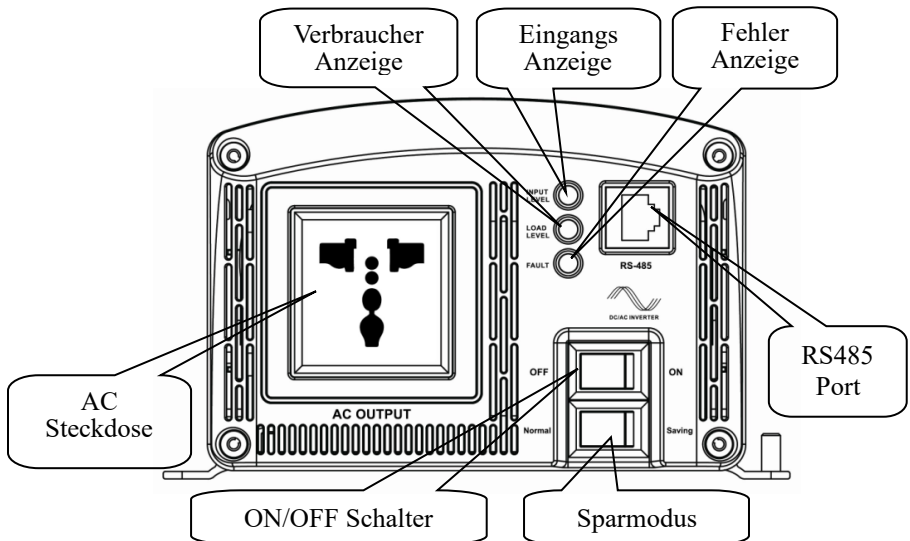 Verbraucher
Anzeige
Eingangs
Anzeige
Fehler
Anzeige
INPUT
LEVEL
LOAD
LEVEL
FAULT
RS-485
DC/AC INVERTER
OFF
ON
RS485
Port
AC
Steckdose
AC OUTPUT
Normal
Saving
ON/OFF Schalter
Sparmodus